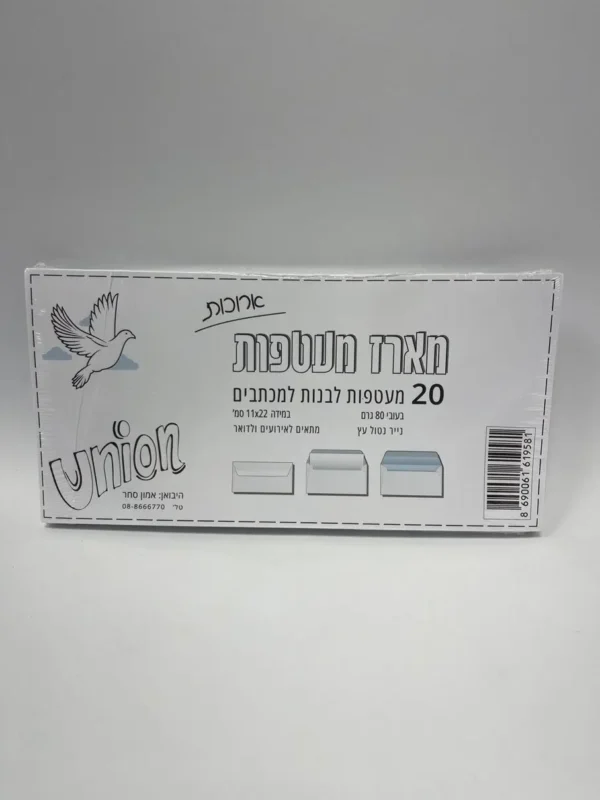 ארוכות
מארז מעטפות
20 מעטפות לבנות למכתבים
בעובי 80 גרם במידה 11x22 סמ'
נייר נטול עץ מתאים לאירועים ולדואר
union
היבואן: אמון סחר
טל' 08-8666770
8 690061 619581